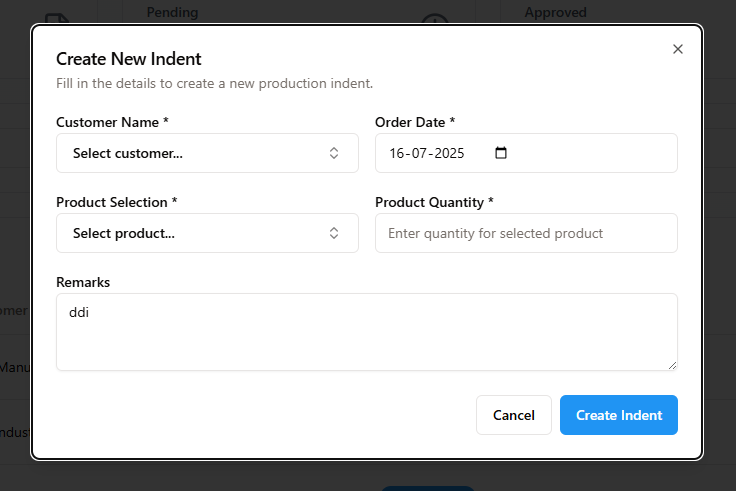 Pending
Approved
Create New Indent
Fill in the details to create a new production indent.
Customer Name *
Order Date *
Select customer...
16-07-2025
Product Selection *
Product Quantity *
Select product...
Enter quantity for selected product
Remarks
ddi
omer
Manu
ndust
Cancel
Create Indent